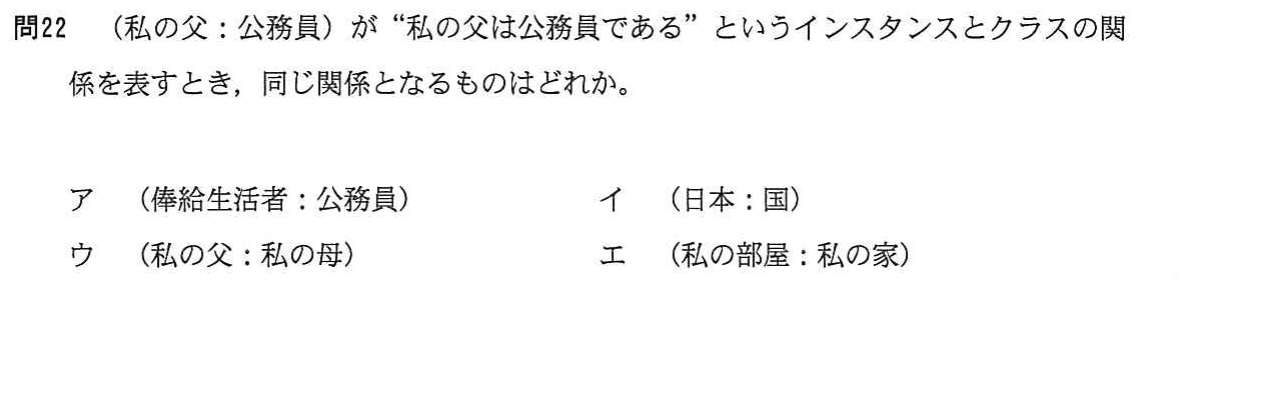 問22 （私の父：公務員）が“私の父は公務員である”というインスタンスとクラスの関
係を表すとき，同じ関係となるものはどれか。
ア （俸給生活者：公務員） イ （日本：国）
ウ （私の父：私の母） エ （私の部屋：私の家）